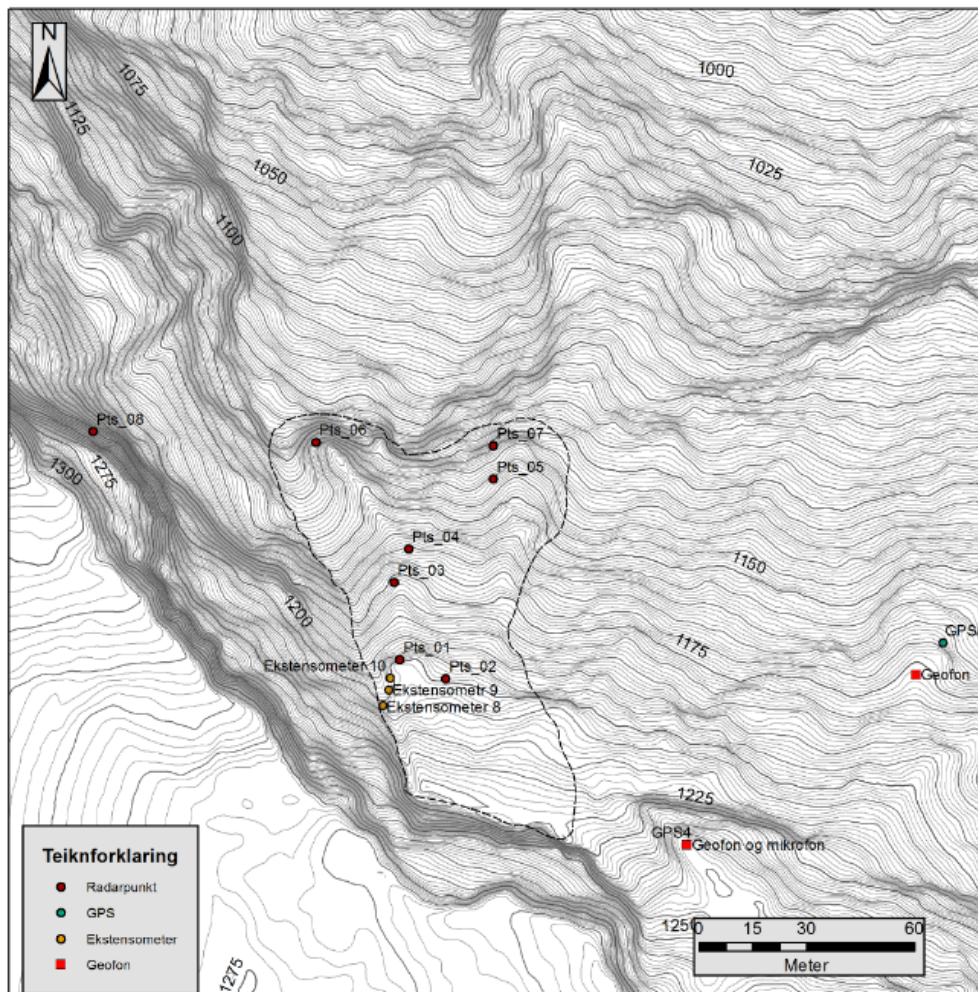 N
1075
1125
1000
1050
1025
1100
Pts_08
Pts_06
Pts_07
1300
1275
Pts_05
Pts_04
1150
Pts_03
1200
1175
GPS
Pts_01
Ekstensometer 10
Pts_02
Geofon
Ekstensometr 9
Ekstensometer 8
1225
GPS4
Geofon og mikrofon
Teiknforklaring
Radarpunkt
GPS
Ekstensometer
Geofon
1250
0 15 30 60
Meter
1275